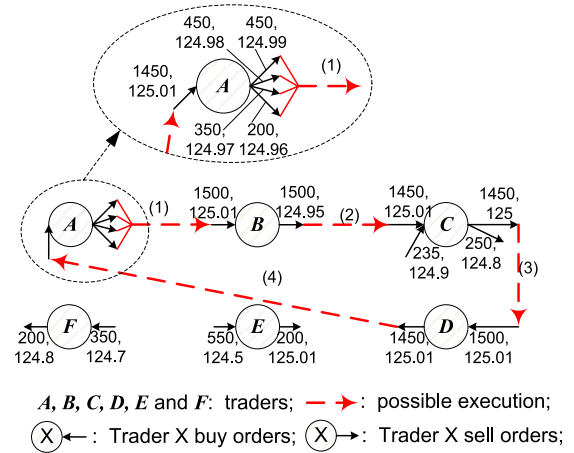 450, 450,
124.98 124.99
(1)
1450,
125.01
A
350, 200,
124.97 124.96
(1)
1500, 1500, 1450, 1450,
125.01 124.95 125.01 125
A B (2) C
235, 250,
124.9 124.8
(3)
(4)
F E D
200, 350, 550, 200, 1450, 1500,
124.8 124.7 124.5 125.01 125.01 125.01
A, B, C, D, E and F: traders; : possible execution;
X : Trader X buy orders; X : Trader X sell orders;